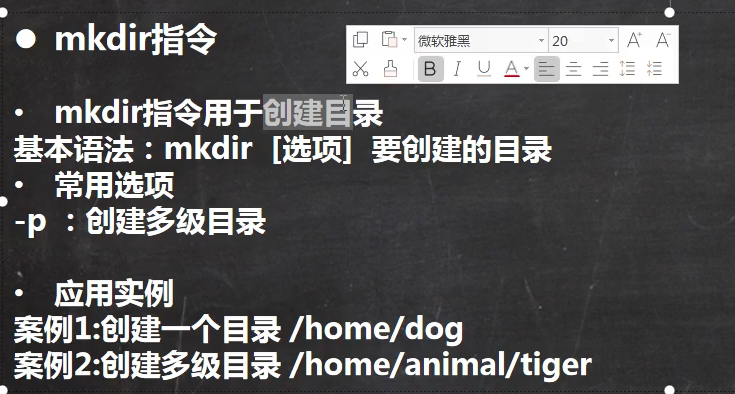 ● mkdir指令
微软雅黑 20 A+ A-
B I U A
• mkdir指令用于创建目录
基本语法：mkdir [选项] 要创建的目录
• 常用选项
-p ：创建多级目录
• 应用实例
案例1:创建一个目录 /home/dog
案例2:创建多级目录 /home/animal/tiger